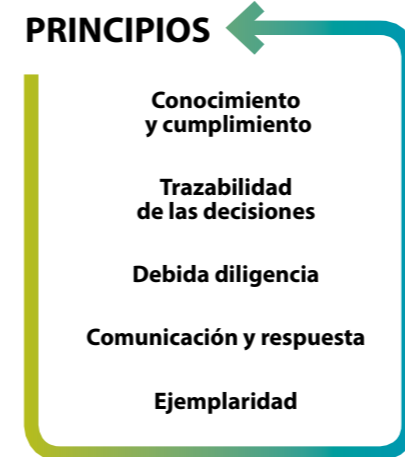 PRINCIPIOS
Conocimiento
y cumplimiento
Trazabilidad
de las decisiones
Debida diligencia
Comunicación y respuesta
Ejemplaridad